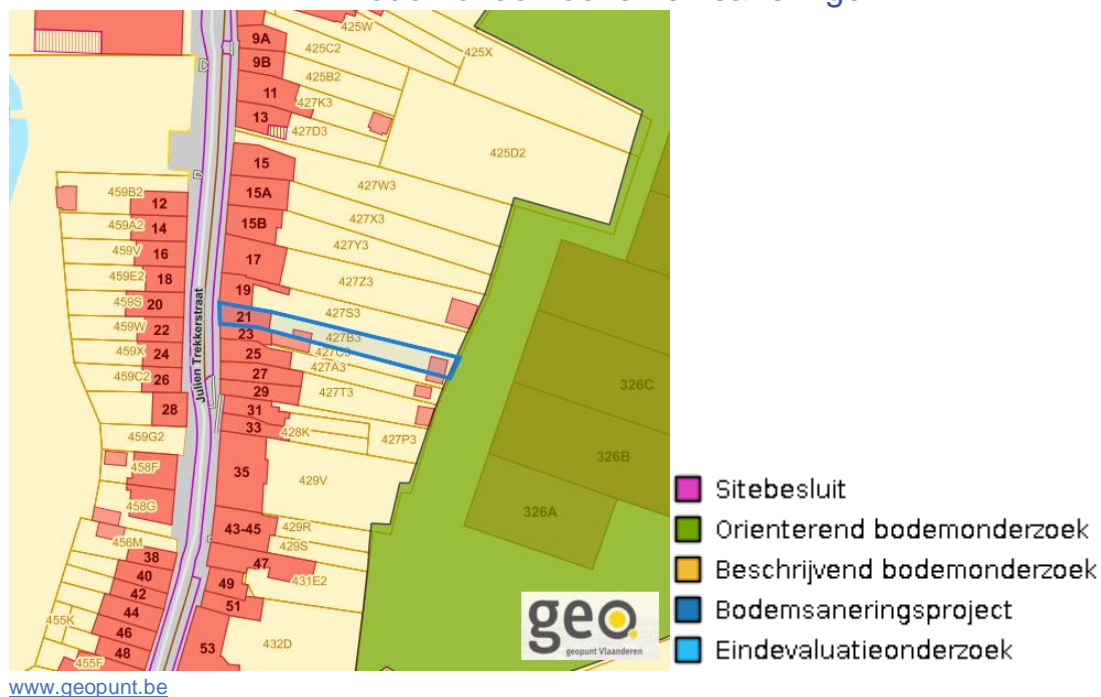 9A
425W
425C2
425X
9B
425B2
11
427K3
13
427D3
425D2
15
427W3
459B2
12
15A
427X3
459A2
14
15B
427Y3
459V
16
17
459E2
18
427Z3
19
459S
20
427S3
21
459W
22
427B3
23
459X
24
427C3
25
427A3
459C2
26
27
29
427T3
326C
28
31
33
428K
427P3
459G2
Julien Trekkerstraat
458F
35
429V
326B
458G
326A
43-45
429R
429S
456M
38
47
40
49
431E2
42
51
44
455K
46
48
53
432D
455F
geo
geopunt Vlaanderen
Sitebesluit
Orienterend bodemonderzoek
Beschrijvend bodemonderzoek
Bodemsaneringsproject
Eindevaluatieonderzoek
www.geopunt.be